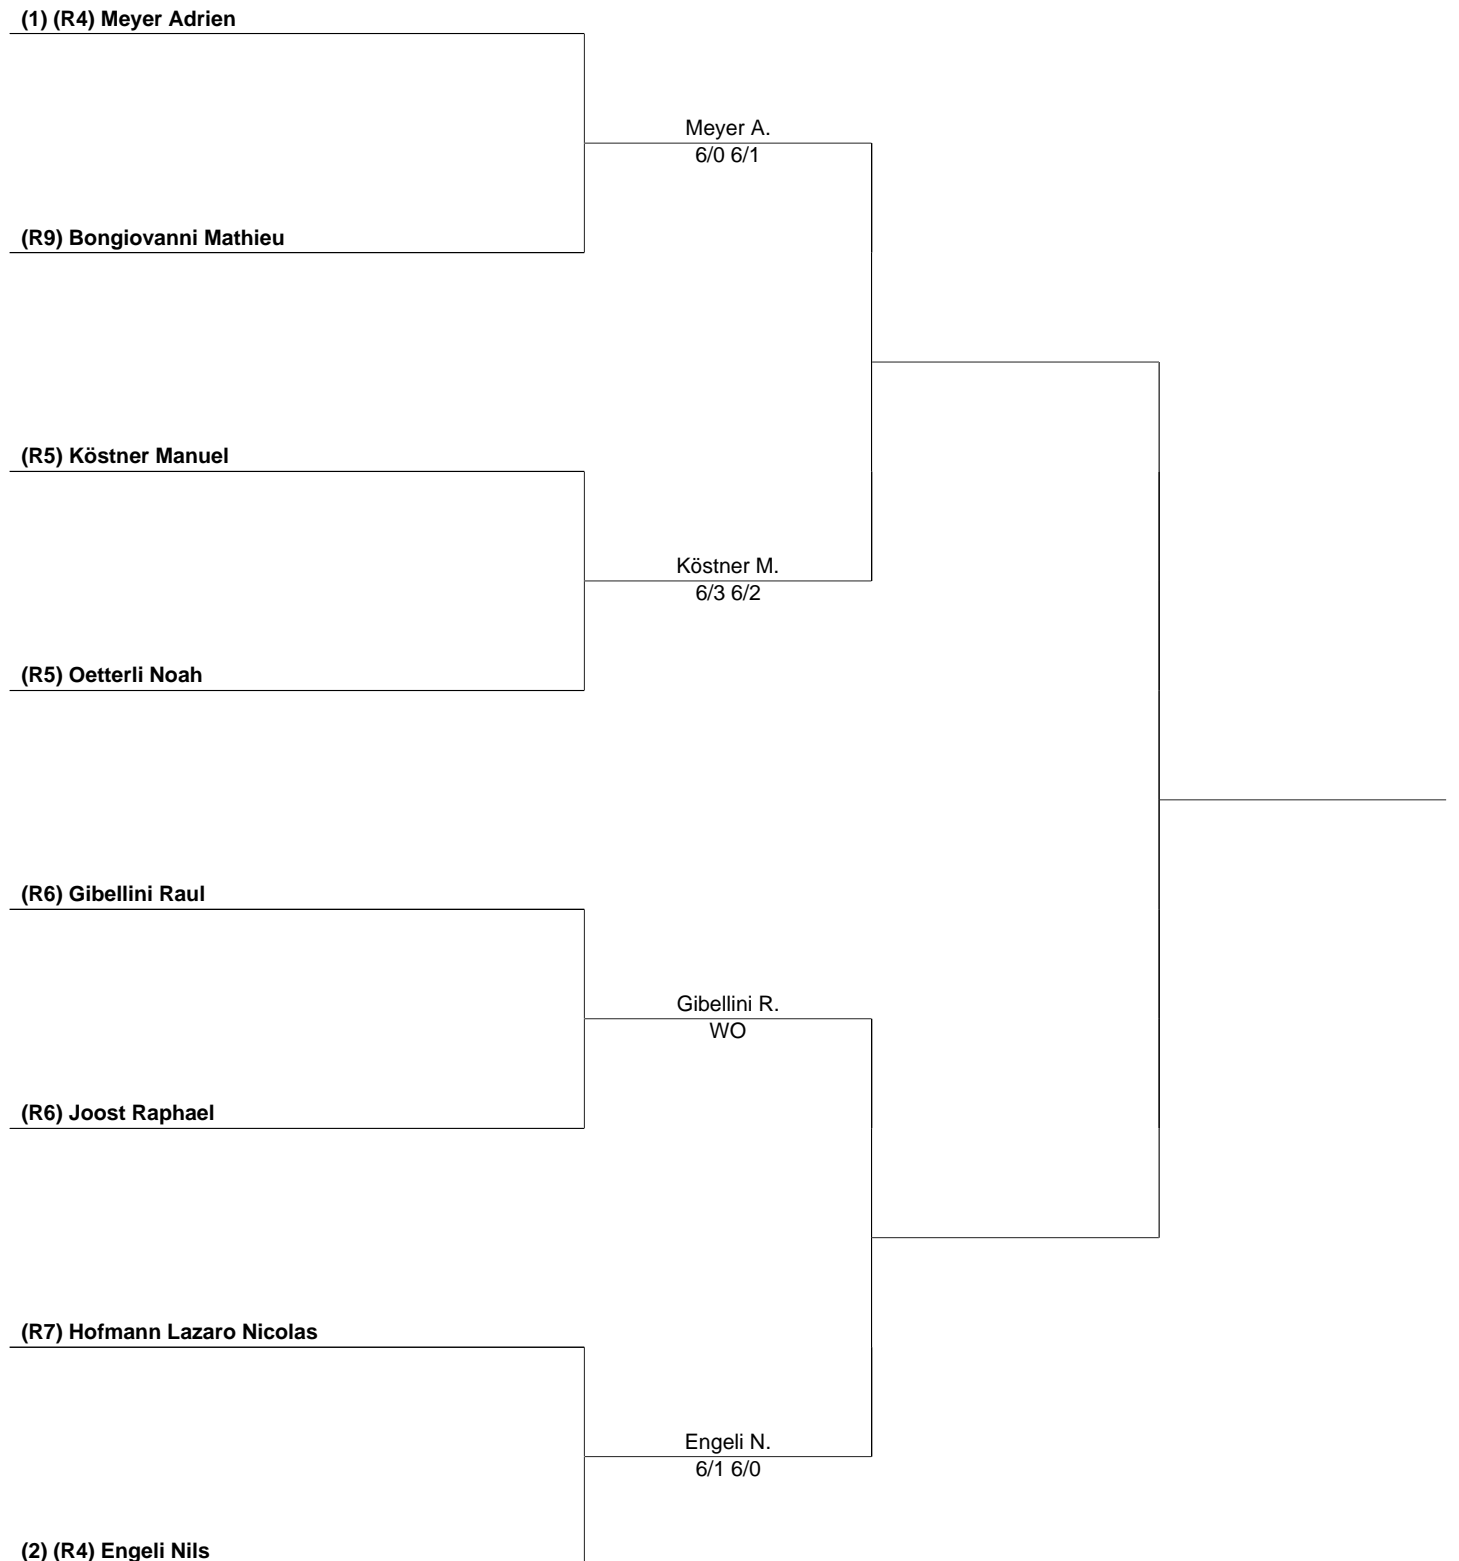 (1) (R4) Meyer Adrien
Meyer A.
6/0 6/1
(R9) Bongiovanni Mathieu
(R5) Köstner Manuel
Köstner M.
6/3 6/2
(R5) Oetterli Noah
(R6) Gibellini Raul
Gibellini R.
WO
(R6) Joost Raphael
(R7) Hofmann Lazaro Nicolas
Engeli N.
6/1 6/0
(2) (R4) Engeli Nils